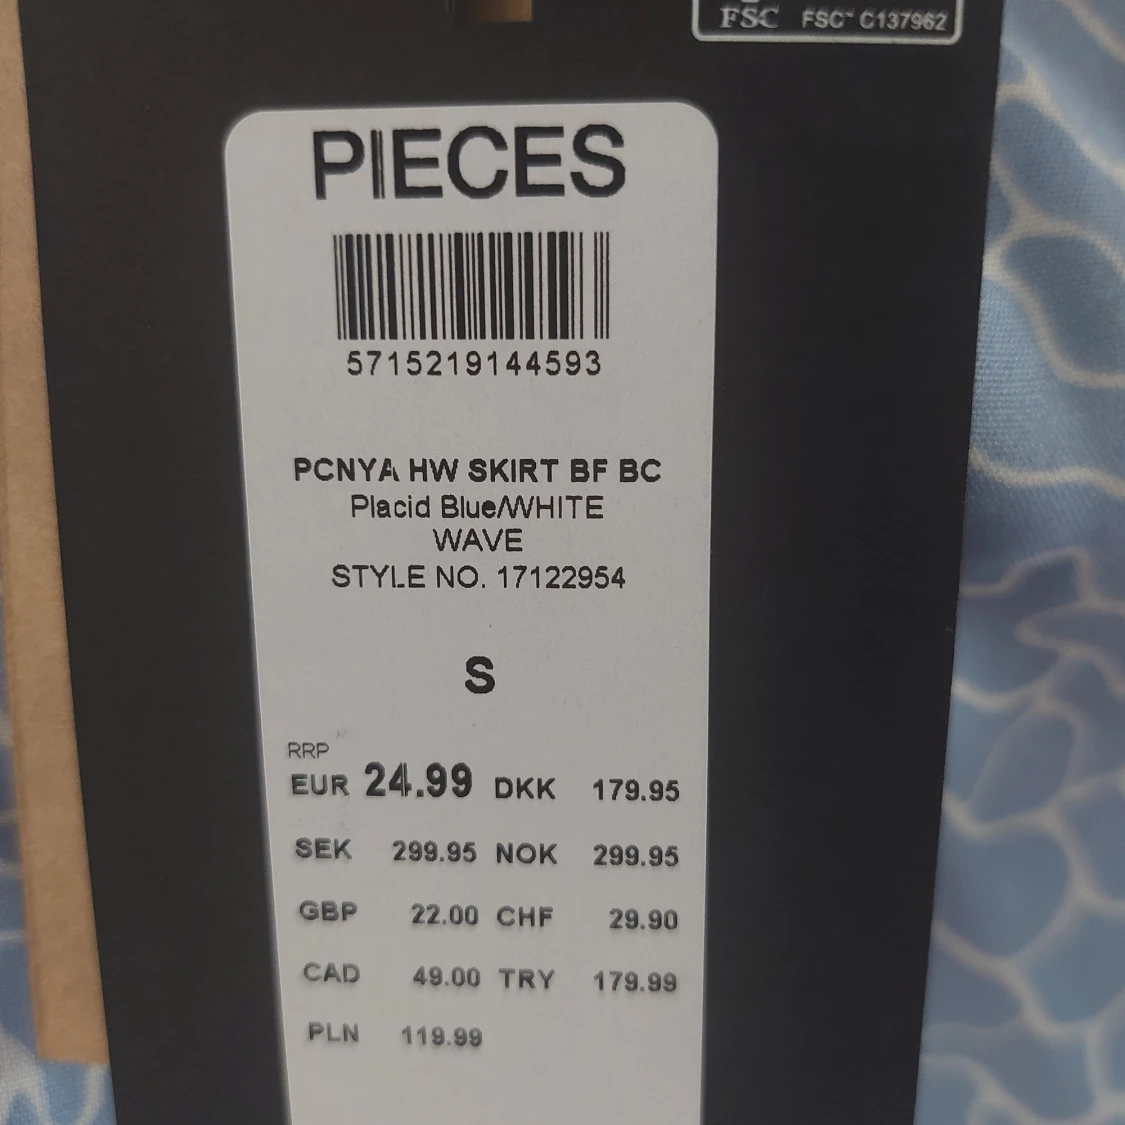 FSC FSC™ C137962
PIECES
5715219144593
PCNYA HW SKIRT BF BC
Placid Blue/WHITE
WAVE
STYLE NO. 17122954
S
RRP
EUR 24.99 DKK 179.95
SEK 299.95 NOK 299.95
GBP 22.00 CHF 29.90
CAD 49.00 TRY 179.99
PLN 119.99